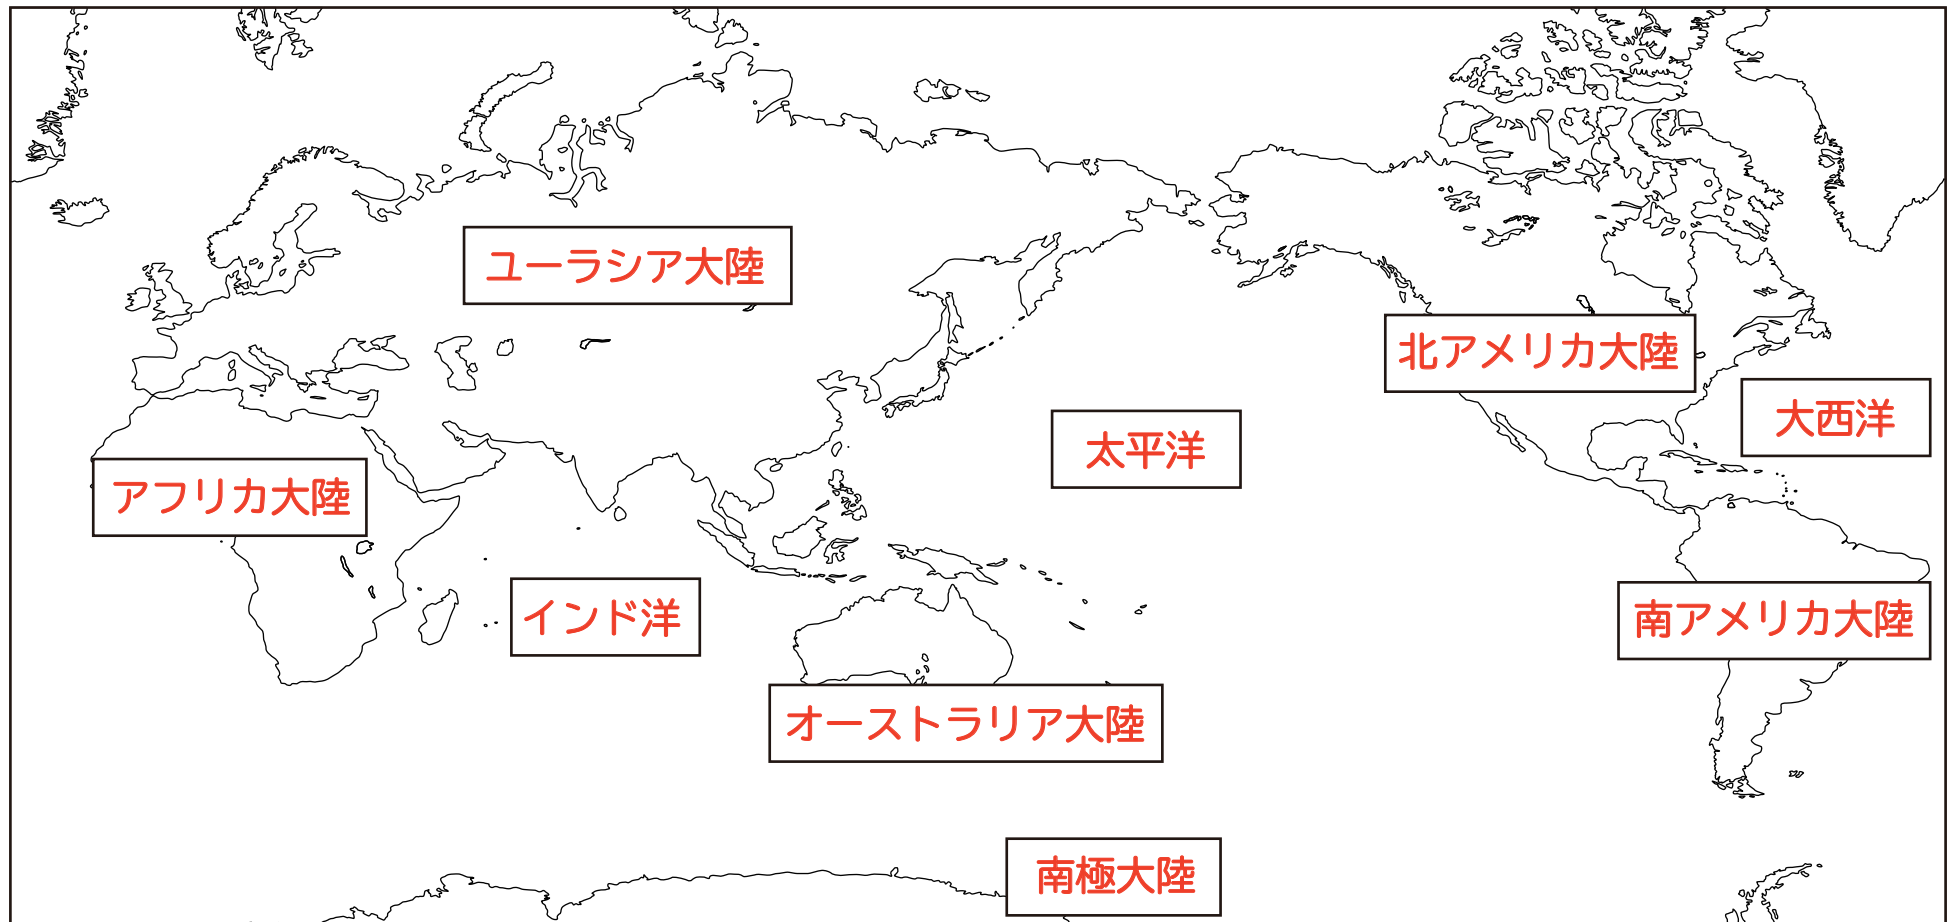 ユーラシア大陸
北アメリカ大陸
大西洋
太平洋
アフリカ大陸
インド洋
南アメリカ大陸
オーストラリア大陸
南極大陸